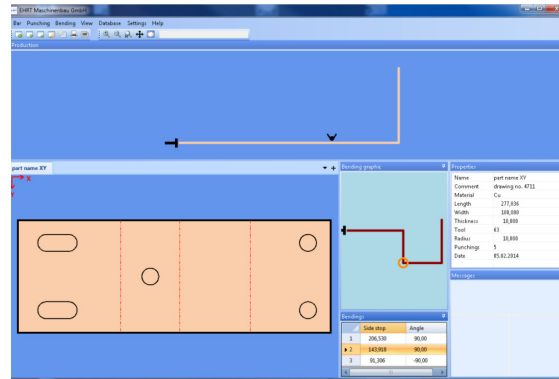 EHRT Maschinenbau GmbH
Bar Punching Bending View Database Settings Help
Production
part name XY
X
Bending graphic
Properties
Name part name XY
Comment drawing no. 4711
Material Cu
Length 277,036
Width 100,000
Thickness 10,000
Tool 63
Radius 10,000
Punchings 5
Date 05.02.2014
Messages
Bendings
Side stop Angle
1 206,530 90,00
2 143,918 90,00
3 91,306 -90,00